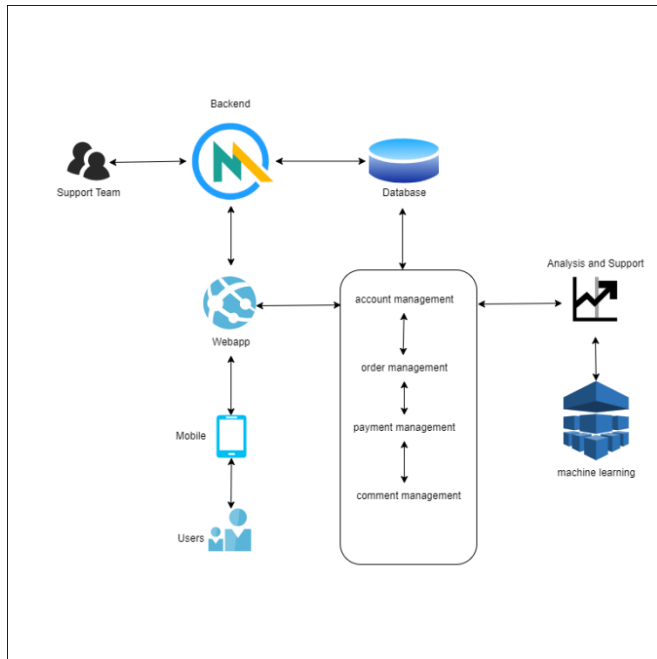 Backend
Support Team
Database
Analysis and Support
account management
Webapp
order management
payment management
Mobile
machine learning
comment management
Users